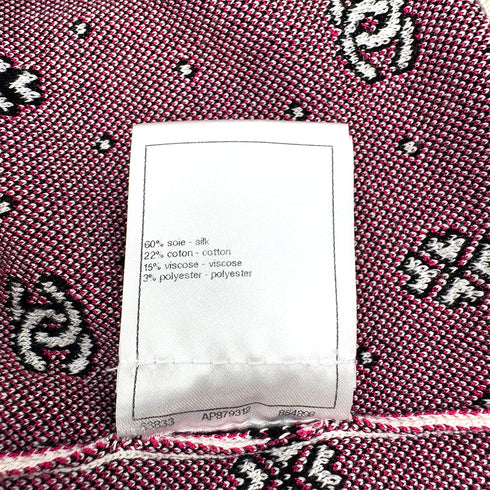 60% soie - silk
22% coton - cotton
15% viscose - viscose
3% polyester - polyester
AP879312